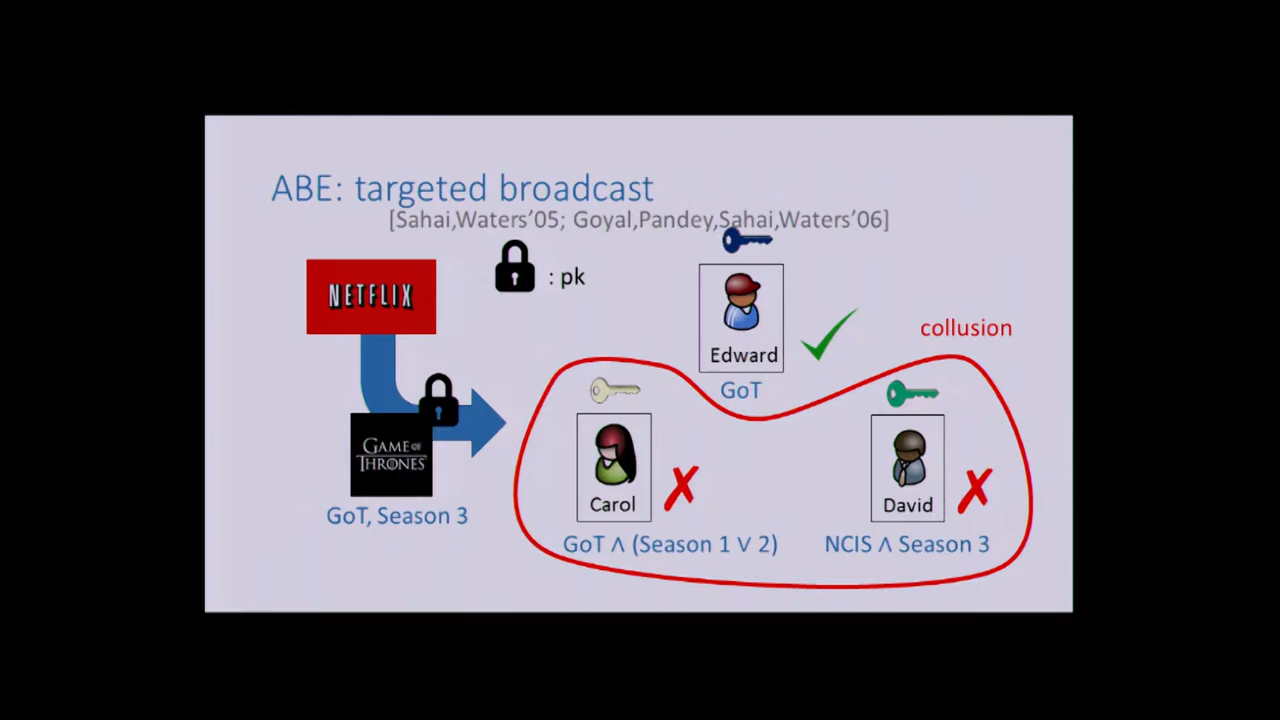 ABE: targeted broadcast
[Sahai,Waters’05; Goyal,Pandey,Sahai,Waters’06]
NETFLIX
: pk
Edward
GoT
collusion
GAME OF
THRONES
GoT, Season 3
Carol
GoT ∧ (Season 1 ∨ 2)
David
NCIS ∧ Season 3